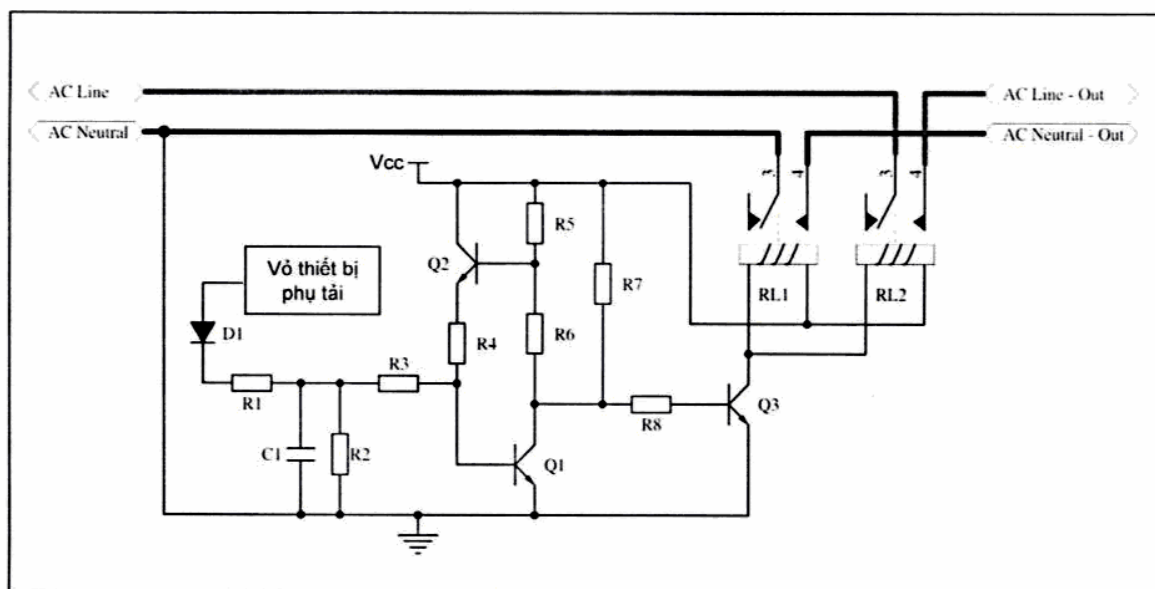 AC Line
AC Line - Out
AC Neutral
AC Neutral - Out
Vcc
3
4
3
4
R5
Q2
Vỏ thiết bị
phụ tải
R7
RL1
RL2
D1
R4
R6
R3
R1
R8
Q3
C1
R2
Q1